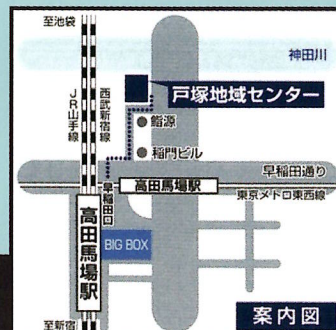 至池袋
神田川
JR山手線
西武新宿線
戸塚地域センター
鮨源
稲門ビル
早稲田口
早稲田通り
高田馬場駅
東京メトロ東西線
高田馬場駅
BIG BOX
案内図
至新宿